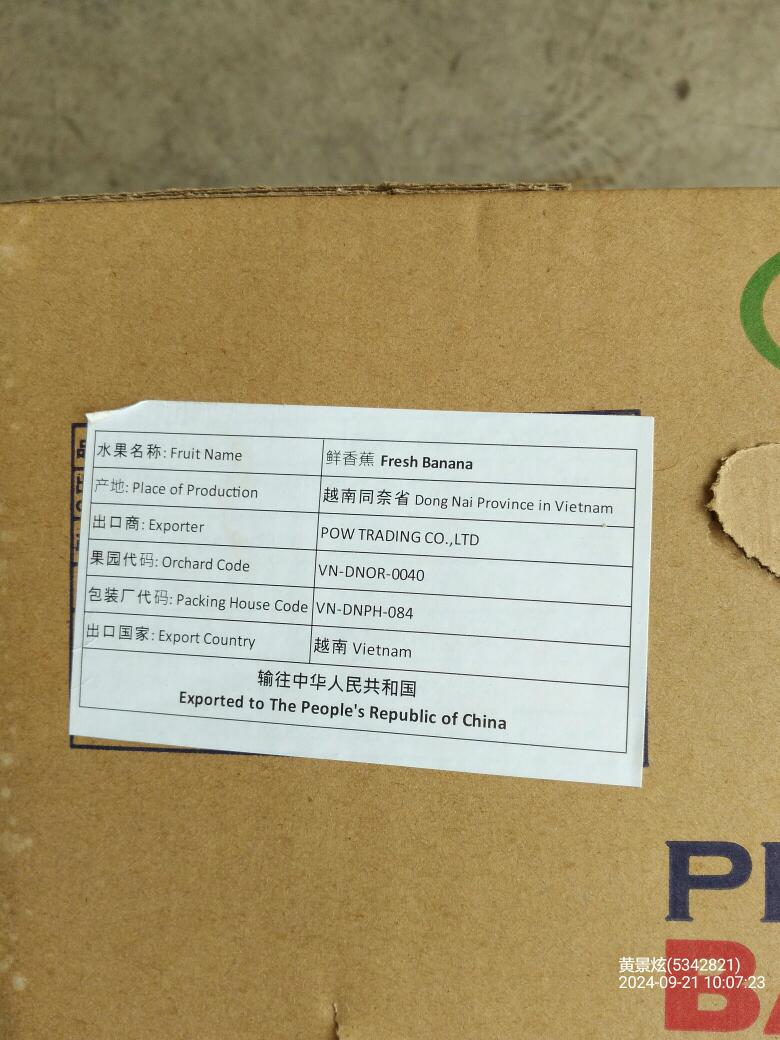 水果名称: Fruit Name 鲜香蕉 Fresh Banana
产地: Place of Production 越南同奈省 Dong Nai Province in Vietnam
出口商: Exporter POW TRADING CO.,LTD
果园代码: Orchard Code VN-DNOR-0040
包装厂代码: Packing House Code VN-DNPH-084
出口国家: Export Country 越南 Vietnam
输往中华人民共和国
Exported to The People's Republic of China
黄景炫(5342821)
2024-09-21 10:07:23